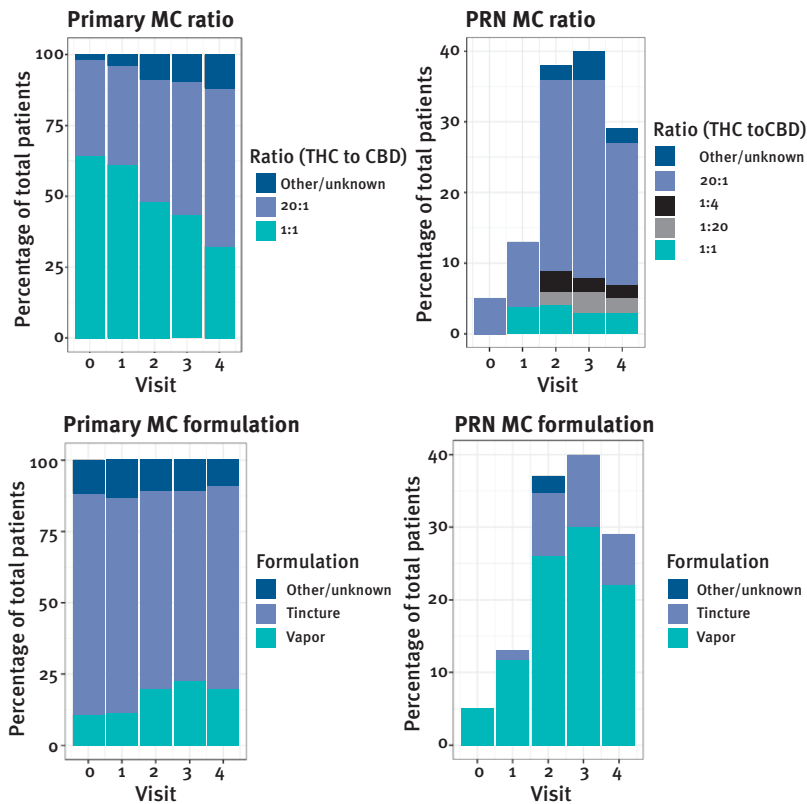 Primary MC ratio
100
75
50
25
0
Percentage of total patients
0 1 2 3 4
Visit
Ratio (THC to CBD)
Other/unknown
20:1
1:1
PRN MC ratio
40
30
20
10
0
Percentage of total patients
0 1 2 3 4
Visit
Ratio (THC toCBD)
Other/unknown
20:1
1:4
1:20
1:1
Primary MC formulation
100
75
50
25
0
Percentage of total patients
0 1 2 3 4
Visit
Formulation
Other/unknown
Tincture
Vapor
PRN MC formulation
40
30
20
10
0
Percentage of total patients
0 1 2 3 4
Visit
Formulation
Other/unknown
Tincture
Vapor